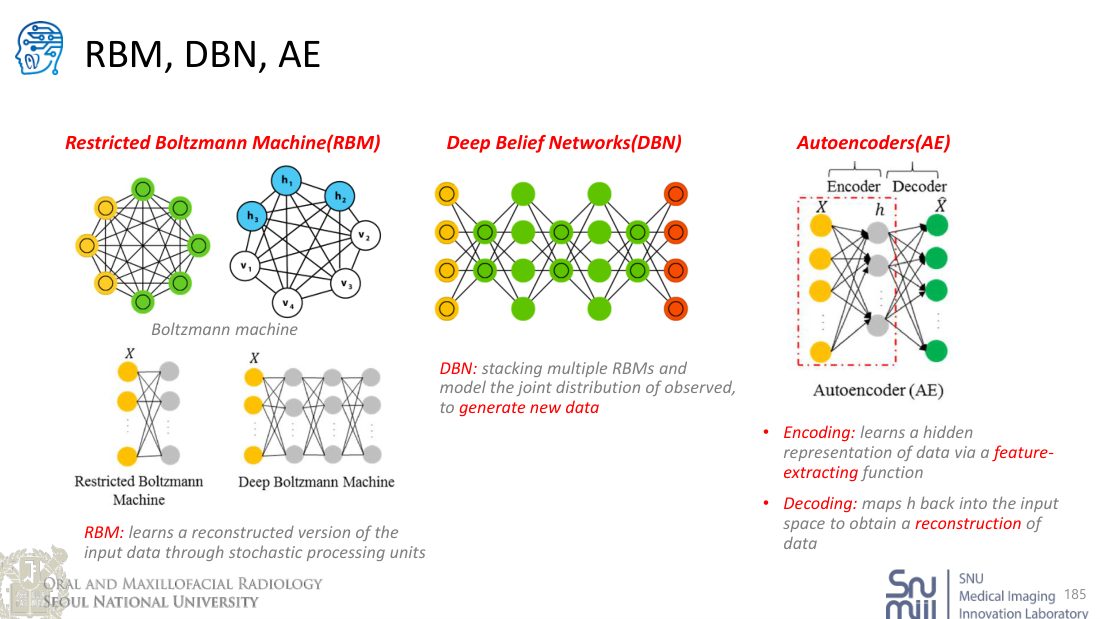 RBM, DBN, AE
Restricted Boltzmann Machine(RBM)
h1
h2
h3
v2
v1
v3
v4
Boltzmann machine
X
X
Restricted Boltzmann
Machine
Deep Boltzmann Machine
RBM: learns a reconstructed version of the
input data through stochastic processing units
Deep Belief Networks(DBN)
DBN: stacking multiple RBMs and
model the joint distribution of observed,
to generate new data
Autoencoders(AE)
Encoder Decoder
X h X̂
Autoencoder (AE)
• Encoding: learns a hidden
representation of data via a feature-
extracting function
• Decoding: maps h back into the input
space to obtain a reconstruction of
data
ORAL AND MAXILLOFACIAL RADIOLOGY
SEOUL NATIONAL UNIVERSITY
SNU
mill
SNU
Medical Imaging
Innovation Laboratory
185